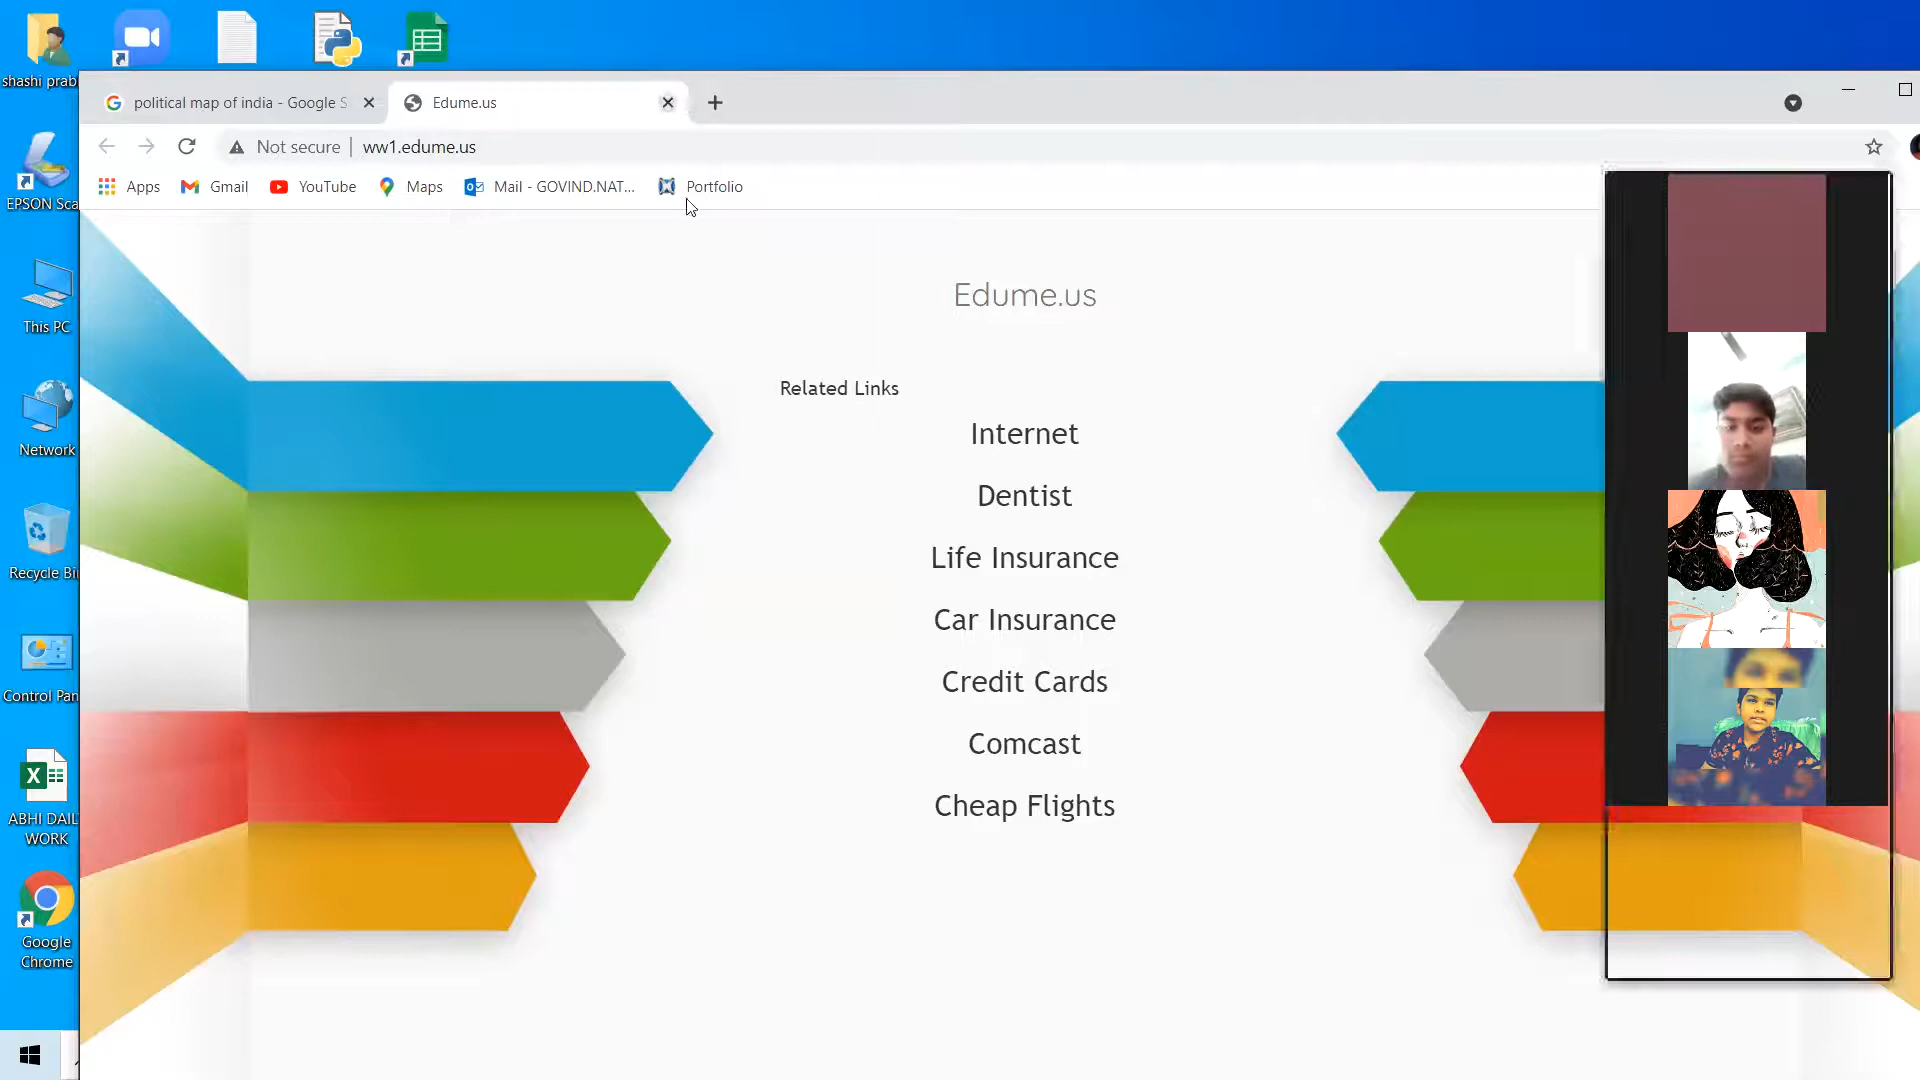 shashi prab
political map of india - Google S
Edume.us
Not secure
ww1.edume.us
Apps
Gmail
YouTube
Maps
Mail - GOVIND.NAT...
Portfolio
EPSON Sca
This PC
Network
Recycle Bi
Control Pan
ABHI DAIL
WORK
Google
Chrome
Edume.us
Related Links
Internet
Dentist
Life Insurance
Car Insurance
Credit Cards
Comcast
Cheap Flights